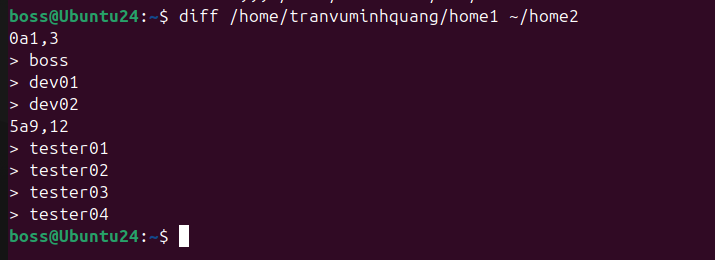 boss@Ubuntu24:~$ diff /home/tranvuminhquang/home1 ~/home2
0a1,3
> boss
> dev01
> dev02
5a9,12
> tester01
> tester02
> tester03
> tester04
boss@Ubuntu24:~$